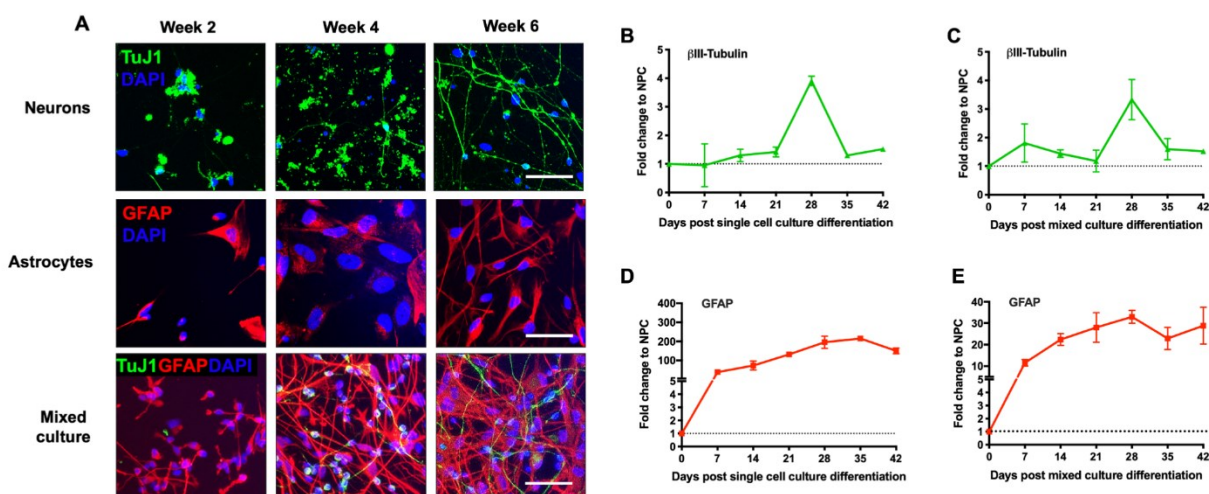 A
Week 2
Week 4
Week 6
Neurons
TuJ1
DAPI
Astrocytes
GFAP
DAPI
Mixed
culture
TuJ1GFAPDAPI
B
βIII-Tubulin
Fold change to NPC
5
4
3
2
1
0
0 7 14 21 28 35 42
Days post single cell culture differentiation
C
βIII-Tubulin
Fold change to NPC
5
4
3
2
1
0
0 7 14 21 28 35 42
Days post mixed culture differentiation
D
GFAP
Fold change to NPC
400
300
200
100
5
4
3
2
1
0
0 7 14 21 28 35 42
Days post single cell culture differentiation
E
GFAP
Fold change to NPC
40
30
20
10
5
4
3
2
1
0
0 7 14 21 28 35 42
Days post mixed culture differentiation